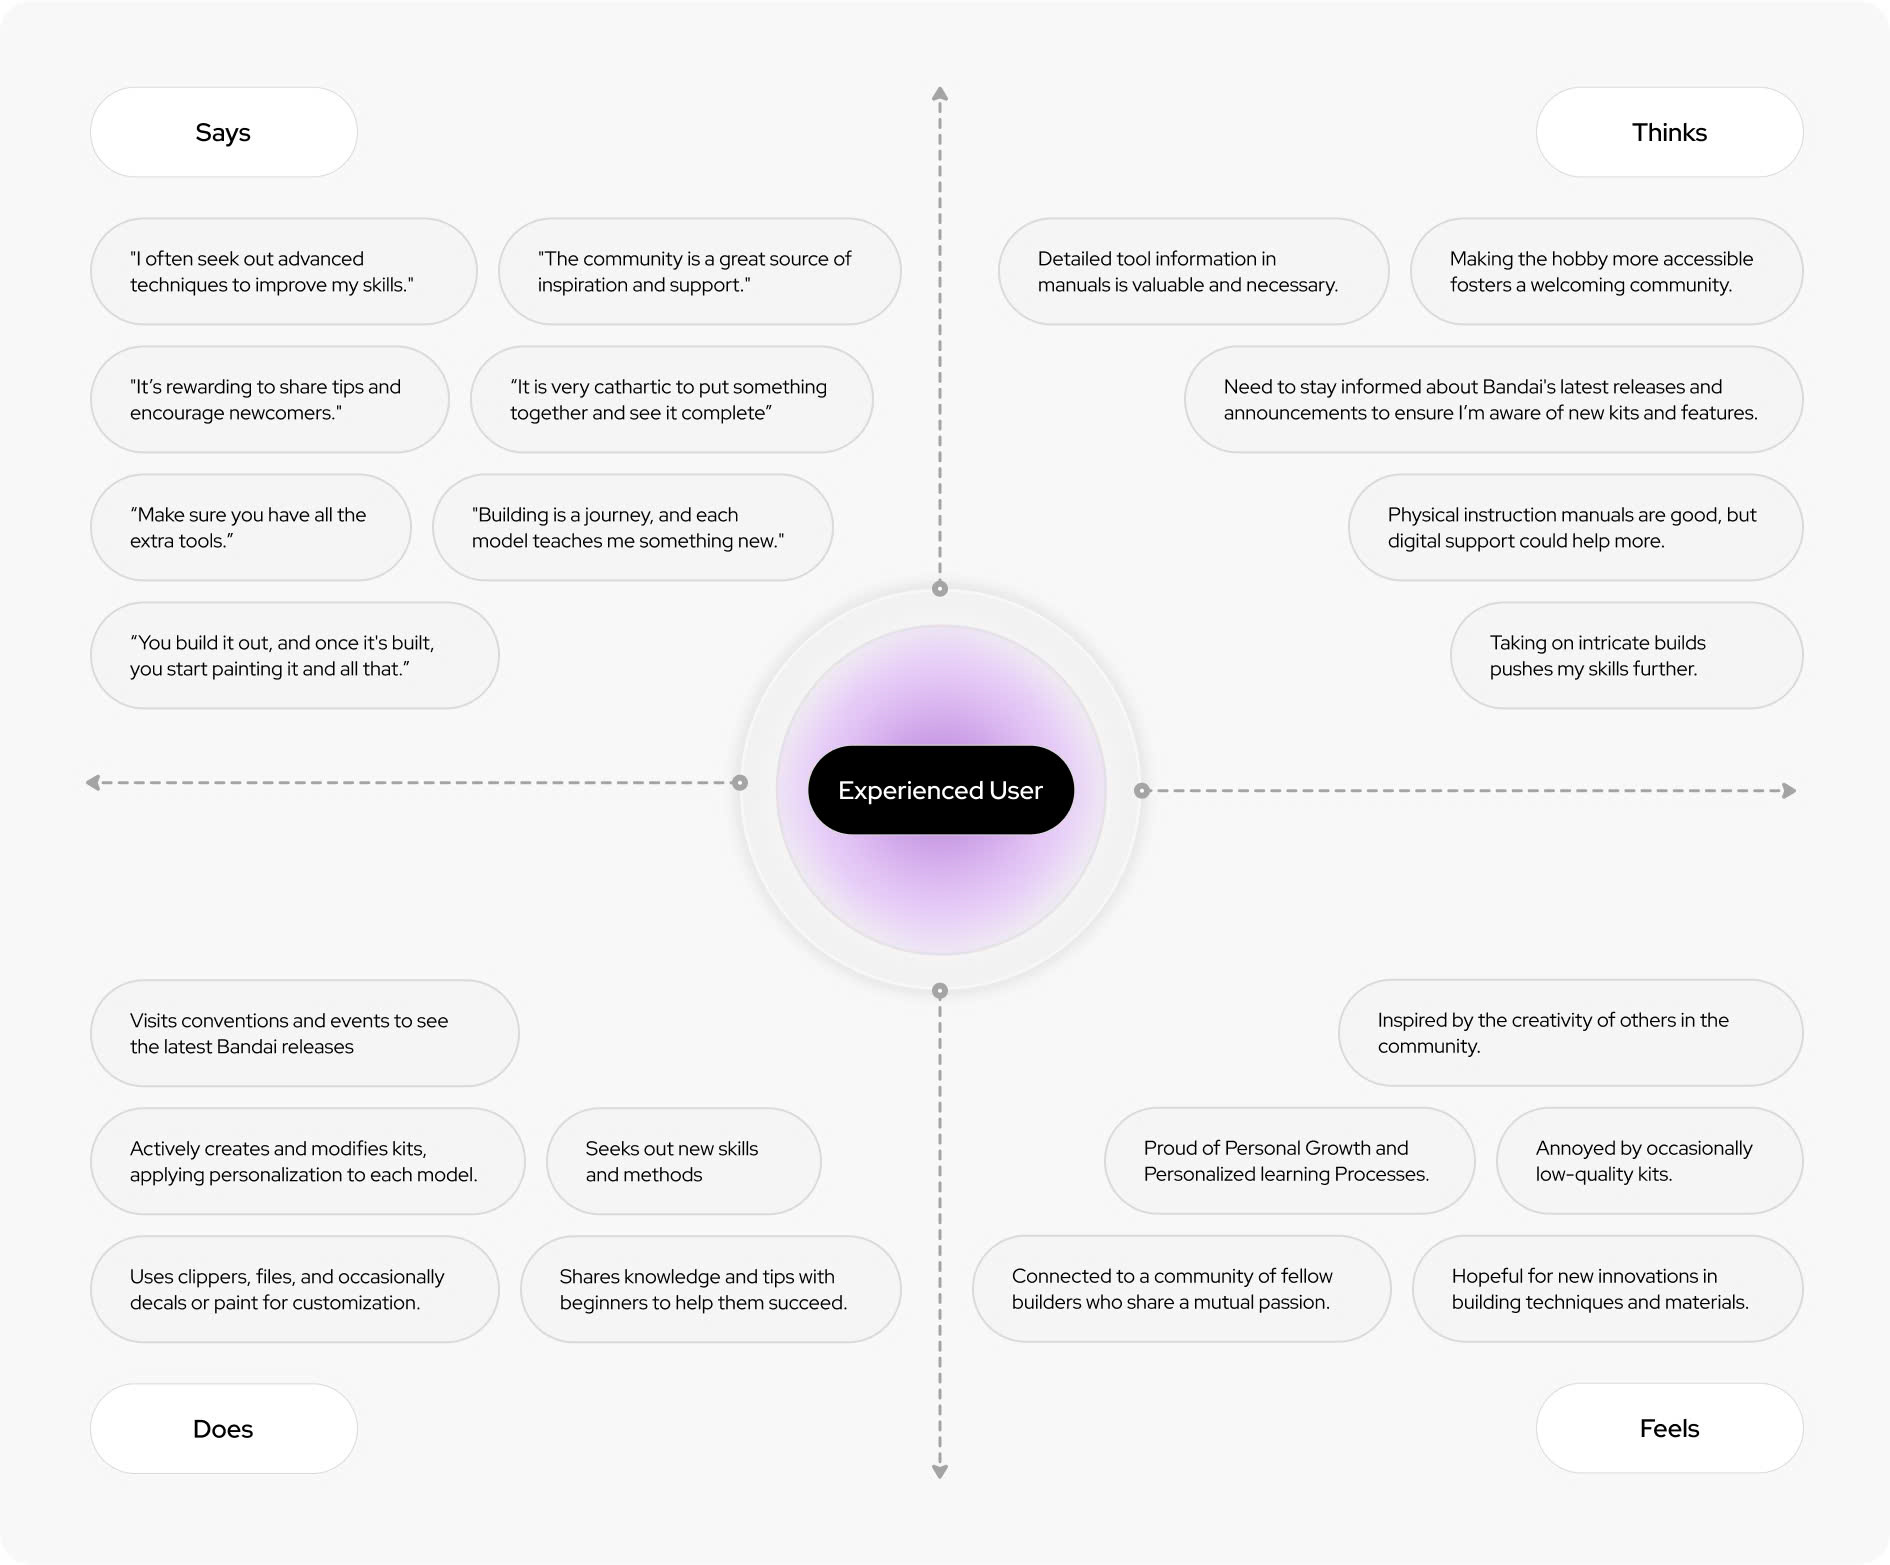 Says
"I often seek out advanced
techniques to improve my skills."
"The community is a great source of
inspiration and support."
"It’s rewarding to share tips and
encourage newcomers."
“It is very cathartic to put something
together and see it complete”
“Make sure you have all the
extra tools.”
"Building is a journey, and each
model teaches me something new."
“You build it out, and once it's built,
you start painting it and all that.”
Thinks
Detailed tool information in
manuals is valuable and necessary.
Making the hobby more accessible
fosters a welcoming community.
Need to stay informed about Bandai's latest releases and
announcements to ensure I’m aware of new kits and features.
Physical instruction manuals are good, but
digital support could help more.
Taking on intricate builds
pushes my skills further.
Experienced User
Visits conventions and events to see
the latest Bandai releases
Actively creates and modifies kits,
applying personalization to each model.
Seeks out new skills
and methods
Uses clippers, files, and occasionally
decals or paint for customization.
Shares knowledge and tips with
beginners to help them succeed.
Does
Inspired by the creativity of others in the
community.
Proud of Personal Growth and
Personalized learning Processes.
Annoyed by occasionally
low-quality kits.
Connected to a community of fellow
builders who share a mutual passion.
Hopeful for new innovations in
building techniques and materials.
Feels